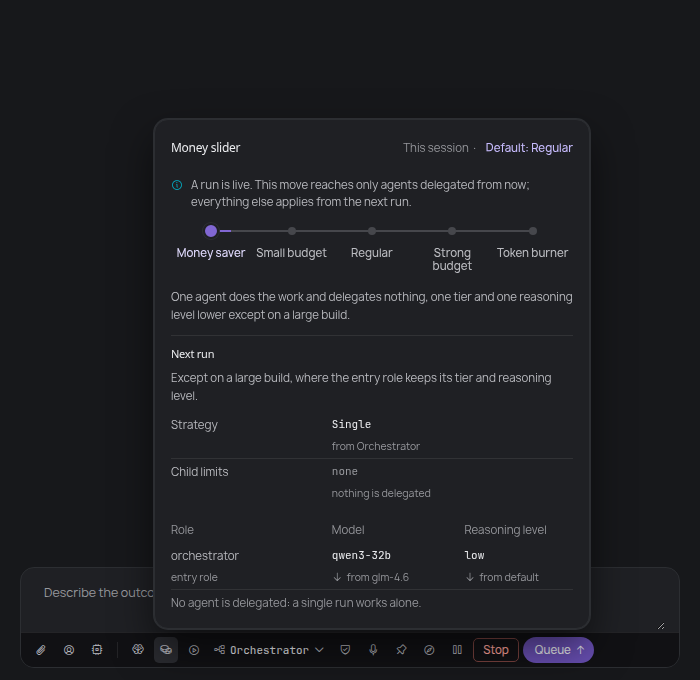 Money slider
This session · Default: Regular
A run is live. This move reaches only agents delegated from now;
everything else applies from the next run.
Money saver
Small budget
Regular
Strong
budget
Token burner
One agent does the work and delegates nothing, one tier and one reasoning
level lower except on a large build.
Next run
Except on a large build, where the entry role keeps its tier and reasoning
level.
Strategy
Single
from Orchestrator
Child limits
none
nothing is delegated
Role Model Reasoning level
orchestrator qwen3-32b low
entry role ↓ from glm-4.6 ↓ from default
No agent is delegated: a single run works alone.
Describe the outco
Orchestrator
Stop
Queue ↑